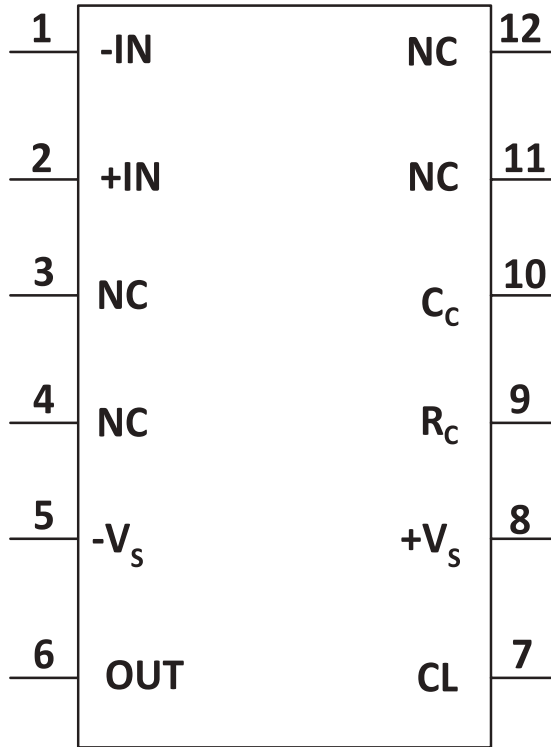 1 -IN NC 12
2 +IN NC 11
3 NC C_C 10
4 NC R_C 9
5 -V_S +V_S 8
6 OUT CL 7